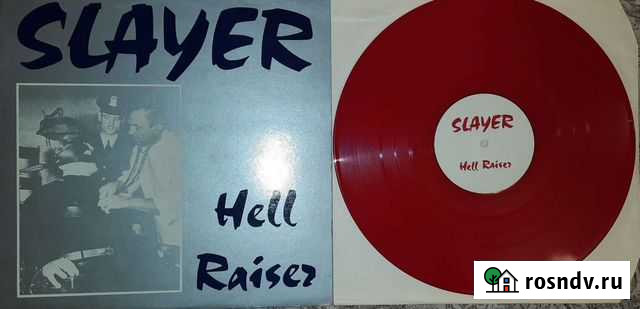 SLAYER
Hell
Raiser
SLAYER
Hell Raiser
rosndv.ru